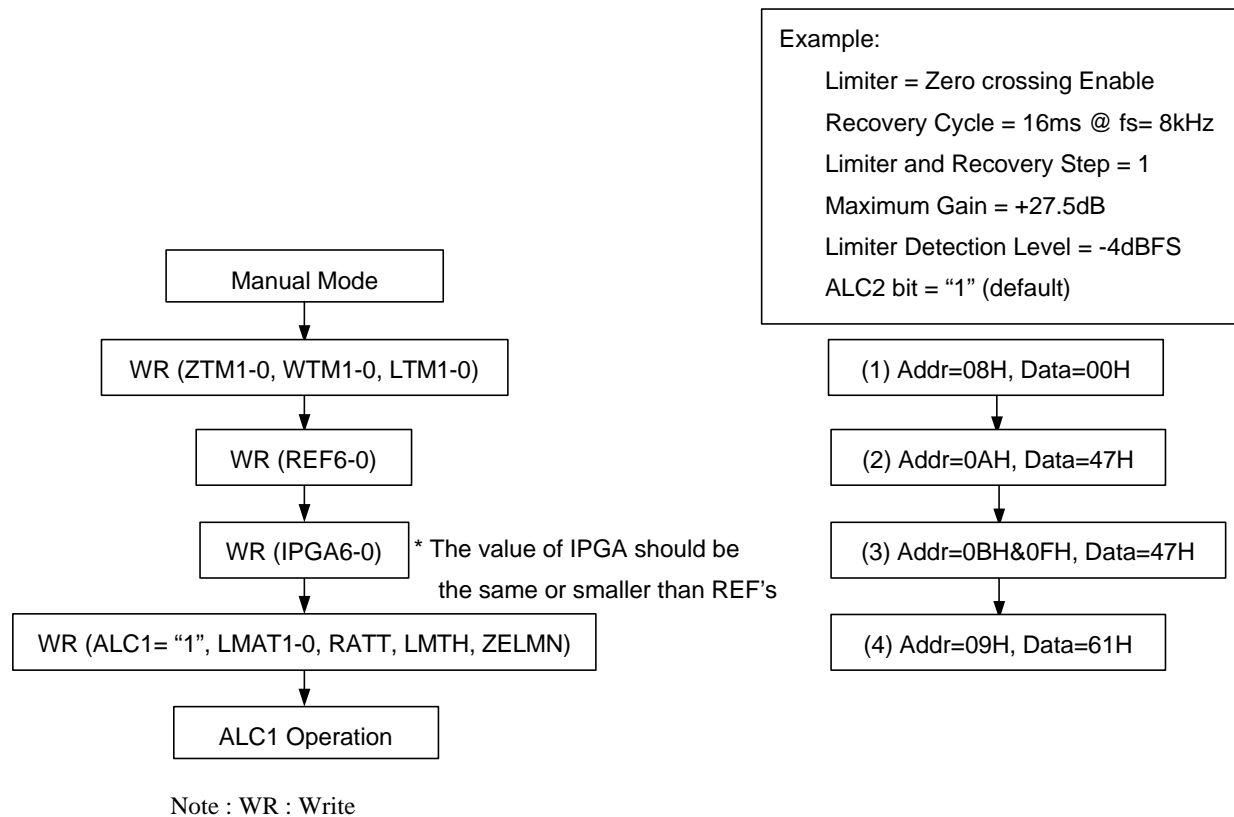 Example:
Limiter = Zero crossing Enable
Recovery Cycle = 16ms @ fs= 8kHz
Limiter and Recovery Step = 1
Maximum Gain = +27.5dB
Limiter Detection Level = -4dBFS
ALC2 bit = “1” (default)
Manual Mode
WR (ZTM1-0, WTM1-0, LTM1-0)
WR (REF6-0)
WR (IPGA6-0)
* The value of IPGA should be
the same or smaller than REF’s
WR (ALC1= “1”, LMAT1-0, RATT, LMTH, ZELMN)
ALC1 Operation
Note : WR : Write
(1) Addr=08H, Data=00H
(2) Addr=0AH, Data=47H
(3) Addr=0BH&0FH, Data=47H
(4) Addr=09H, Data=61H